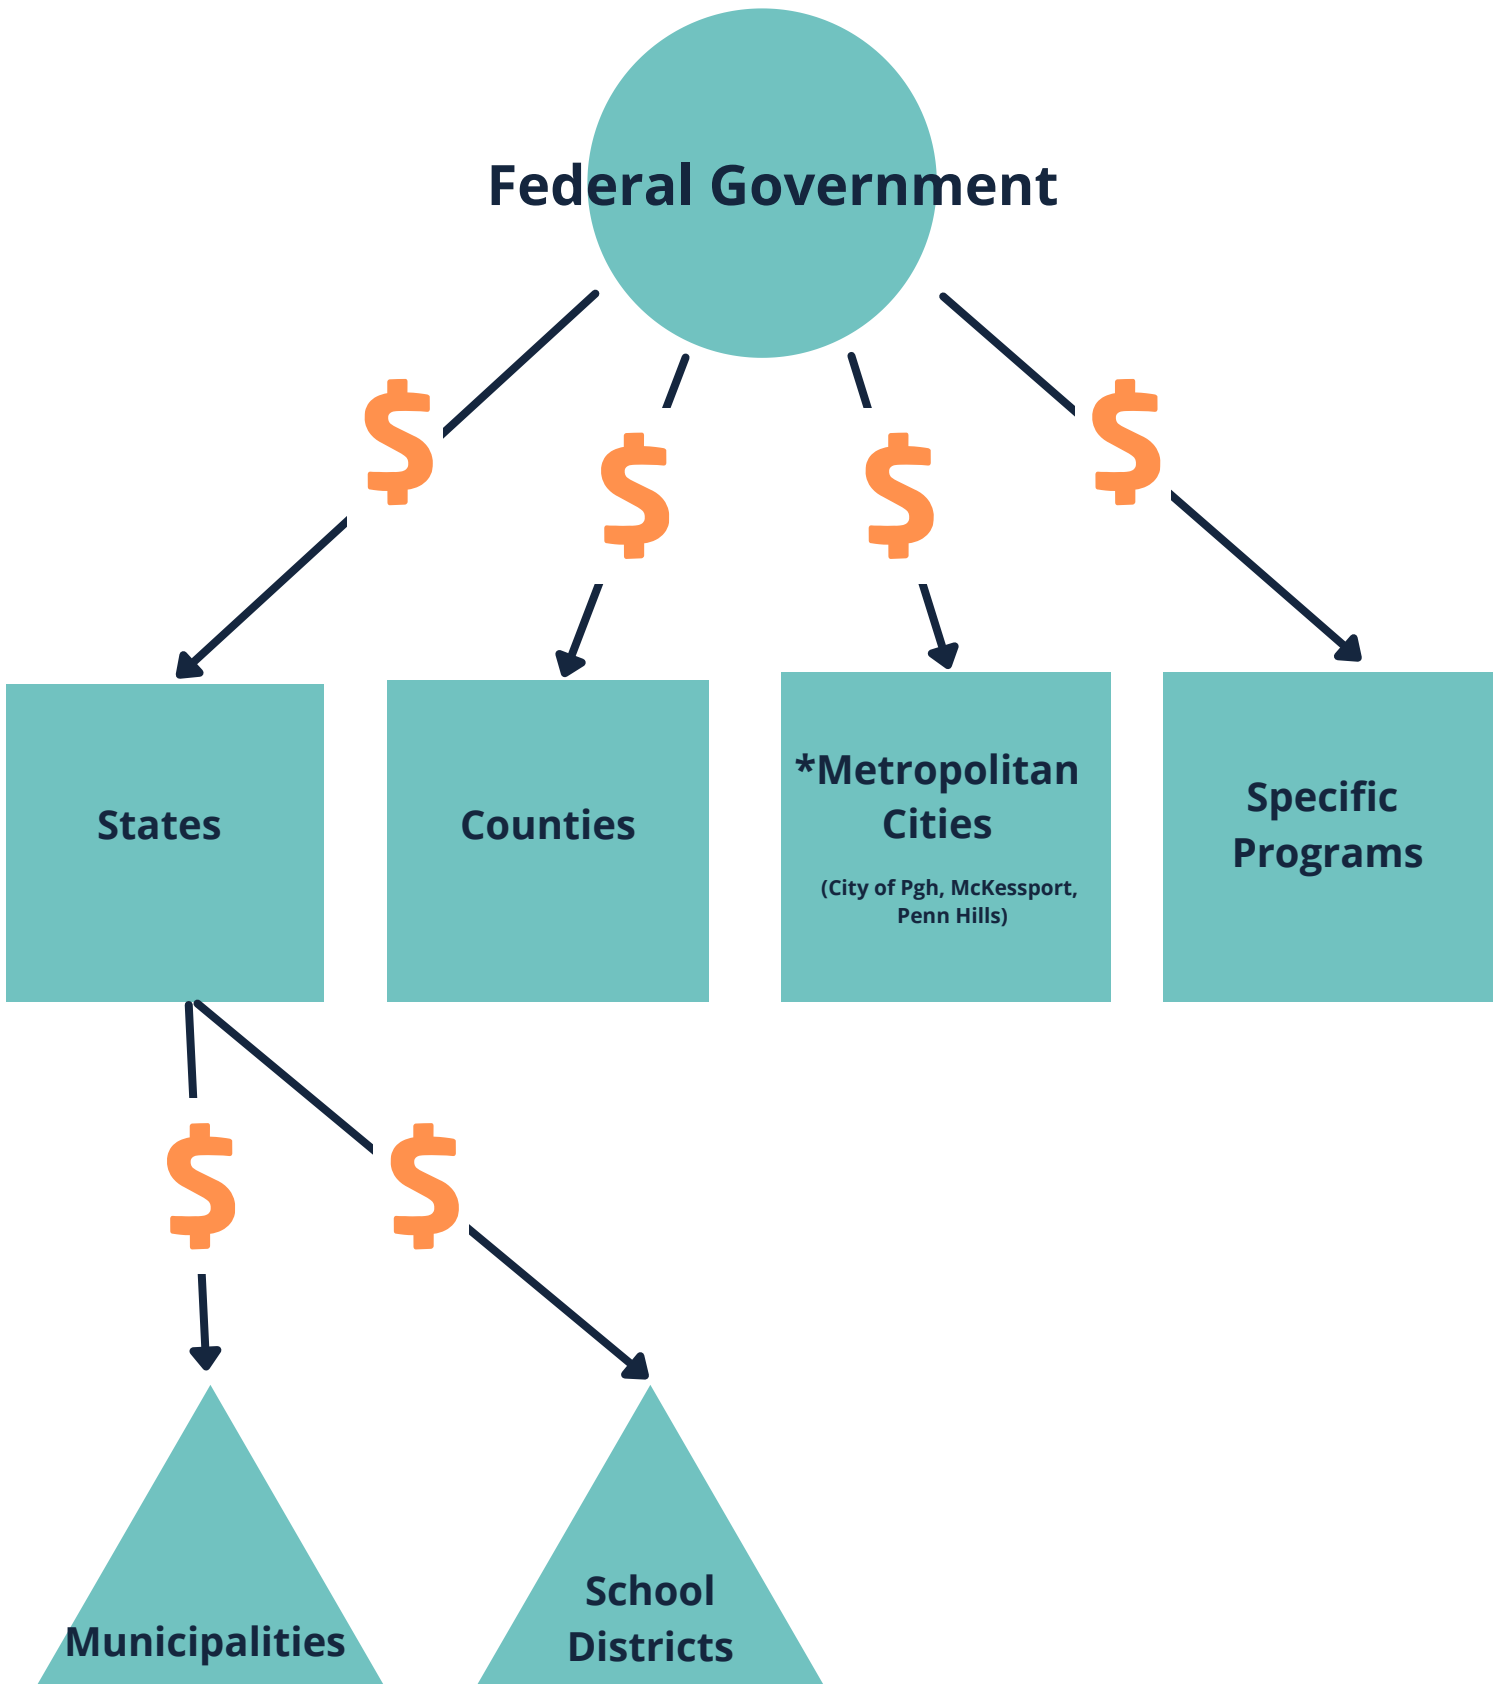 Federal Government
$
$
$
$
States
Counties
*Metropolitan
Cities
(City of Pgh, McKessport,
Penn Hills)
Specific
Programs
$
$
Municipalities
School
Districts